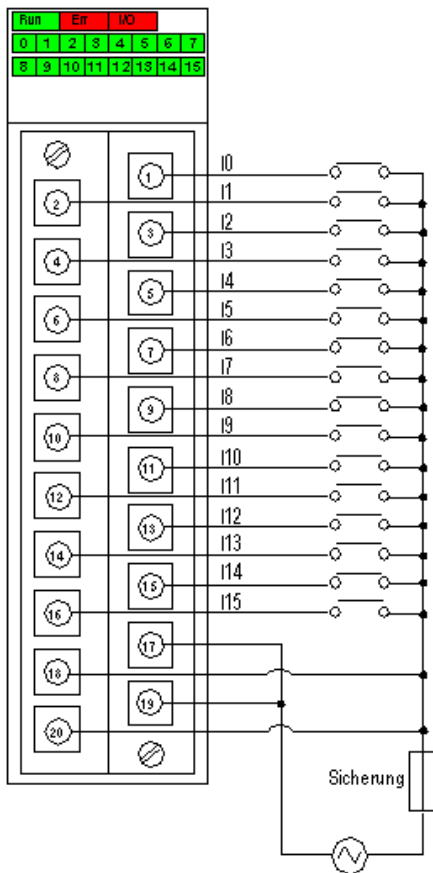 Run Err I/O
0 1 2 3 4 5 6 7
8 9 10 11 12 13 14 15
1 I0
2 I1
3 I2
4 I3
5 I4
6 I5
7 I6
8 I7
9 I8
10 I9
11 I10
12 I11
13 I12
14 I13
15 I14
16 I15
17
18
19
20
Sicherung